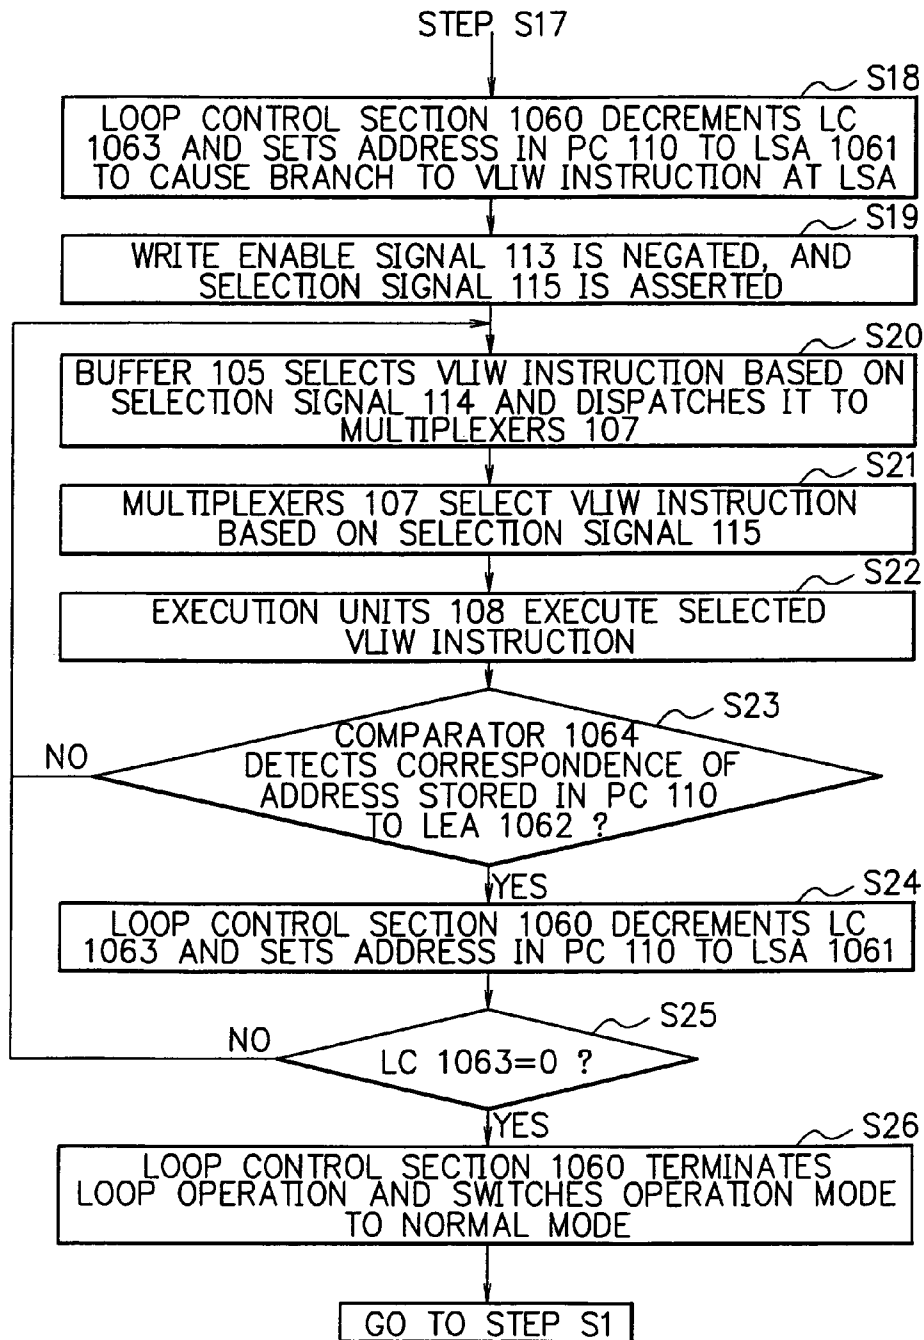 STEP S17
S18
LOOP CONTROL SECTION 1060 DECREMENTS LC
1063 AND SETS ADDRESS IN PC 110 TO LSA 1061
TO CAUSE BRANCH TO VLIW INSTRUCTION AT LSA
S19
WRITE ENABLE SIGNAL 113 IS NEGATED, AND
SELECTION SIGNAL 115 IS ASSERTED
S20
BUFFER 105 SELECTS VLIW INSTRUCTION BASED ON
SELECTION SIGNAL 114 AND DISPATCHES IT TO
MULTIPLEXERS 107
S21
MULTIPLEXERS 107 SELECT VLIW INSTRUCTION
BASED ON SELECTION SIGNAL 115
S22
EXECUTION UNITS 108 EXECUTE SELECTED
VLIW INSTRUCTION
S23
COMPARATOR 1064
DETECTS CORRESPONDENCE OF
ADDRESS STORED IN PC 110
TO LEA 1062 ?
NO
YES
S24
LOOP CONTROL SECTION 1060 DECREMENTS LC
1063 AND SETS ADDRESS IN PC 110 TO LSA 1061
S25
LC 1063=0 ?
NO
YES
S26
LOOP CONTROL SECTION 1060 TERMINATES
LOOP OPERATION AND SWITCHES OPERATION MODE
TO NORMAL MODE
GO TO STEP S1